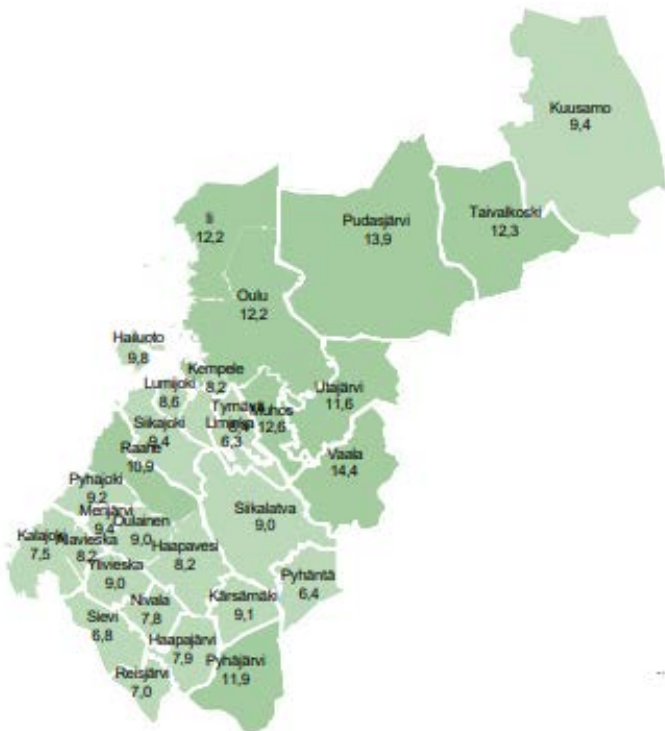 Kuusamo
9,4
Taivalkoski
12,3
Pudasjärvi
13,9
Ii
12,2
Oulu
12,2
Hailuoto
9,8
Kempele
8,2
Lumijoki
8,6
Tyrnävä
Muhos
12,6
Liminka
6,3
Utajärvi
11,6
Siikajoki
9,4
Raahe
10,9
Vaala
14,4
Pyhäjoki
9,2
Siikalatva
9,0
Merijärvi
9,4
Oulainen
9,0
Kalajoki
7,5
Alavieska
8,2
Haapavesi
8,2
Ylivieska
9,0
Pyhäntä
6,4
Kärsämäki
9,1
Nivala
7,8
Sievi
6,8
Haapajärvi
7,9
Pyhäjärvi
11,9
Reisjärvi
7,0